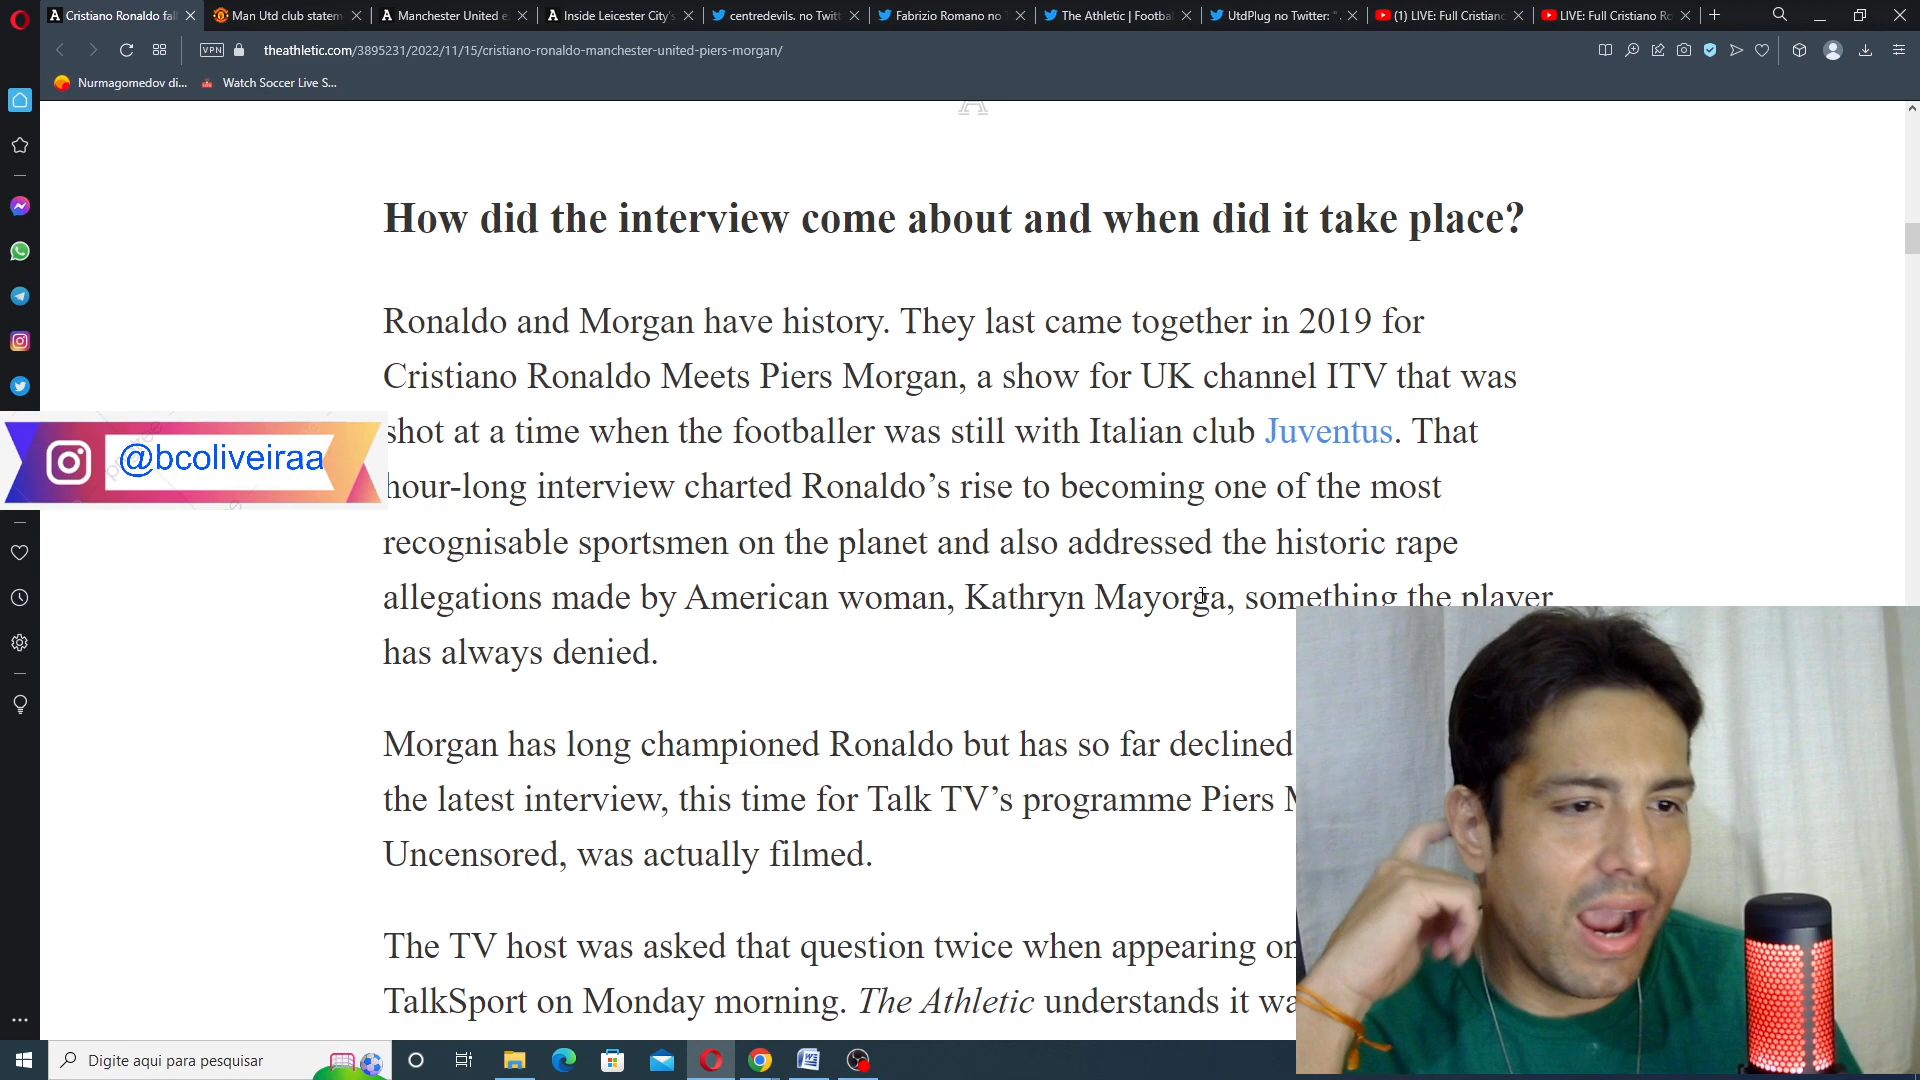 Cristiano Ronaldo fal
Man Utd club statem
Manchester United e
Inside Leicester City's
centredevils. no Twitt
Fabrizio Romano no T
The Athletic | Footba
UtdPlug no Twitter: "
(1) LIVE: Full Cristiano
LIVE: Full Cristiano Ro
VPN
theathletic.com/3895231/2022/11/15/cristiano-ronaldo-manchester-united-piers-morgan/
Nurmagomedov di...
Watch Soccer Live S...
How did the interview come about and when did it take place?
Ronaldo and Morgan have history. They last came together in 2019 for
Cristiano Ronaldo Meets Piers Morgan, a show for UK channel ITV that was
shot at a time when the footballer was still with Italian club Juventus. That
@bcoliveiraa
hour-long interview charted Ronaldo’s rise to becoming one of the most
recognisable sportsmen on the planet and also addressed the historic rape
allegations made by American woman, Kathryn Mayorga, something the player
has always denied.
Morgan has long championed Ronaldo but has so far declined
the latest interview, this time for Talk TV’s programme Piers M
Uncensored, was actually filmed.
The TV host was asked that question twice when appearing on
TalkSport on Monday morning. The Athletic understands it wa
Digite aqui para pesquisar